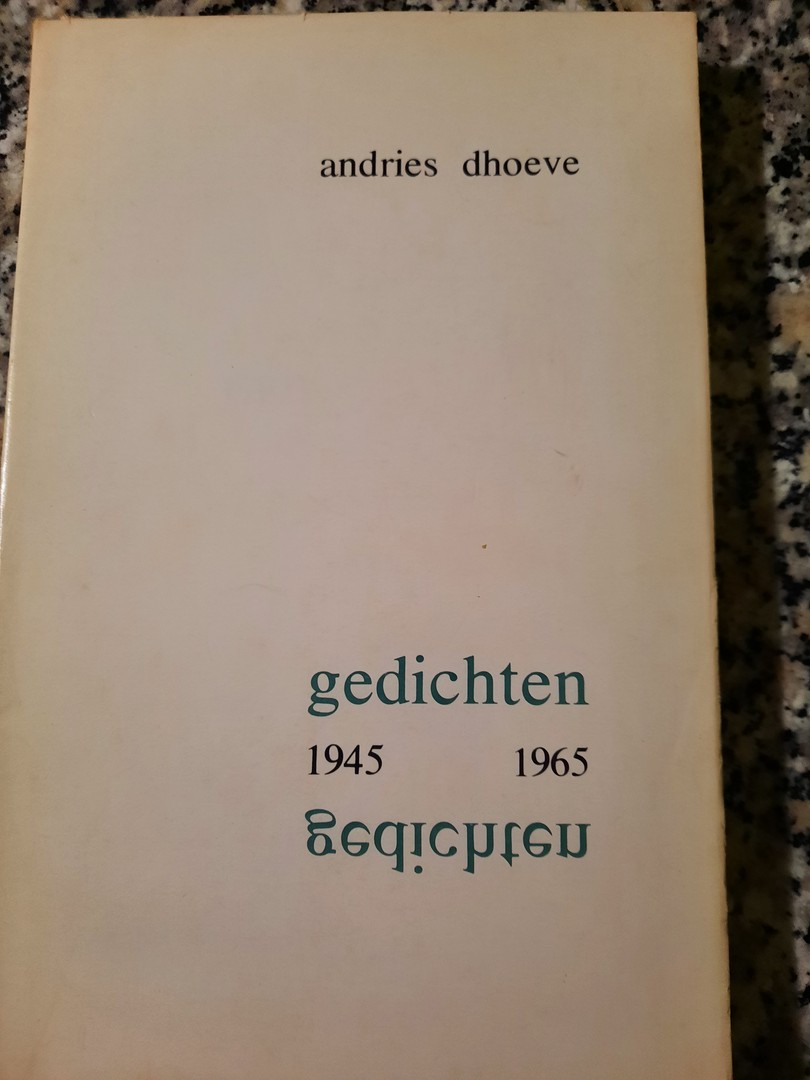 andries dhoeve
gedichten
1945 1965
gedichten